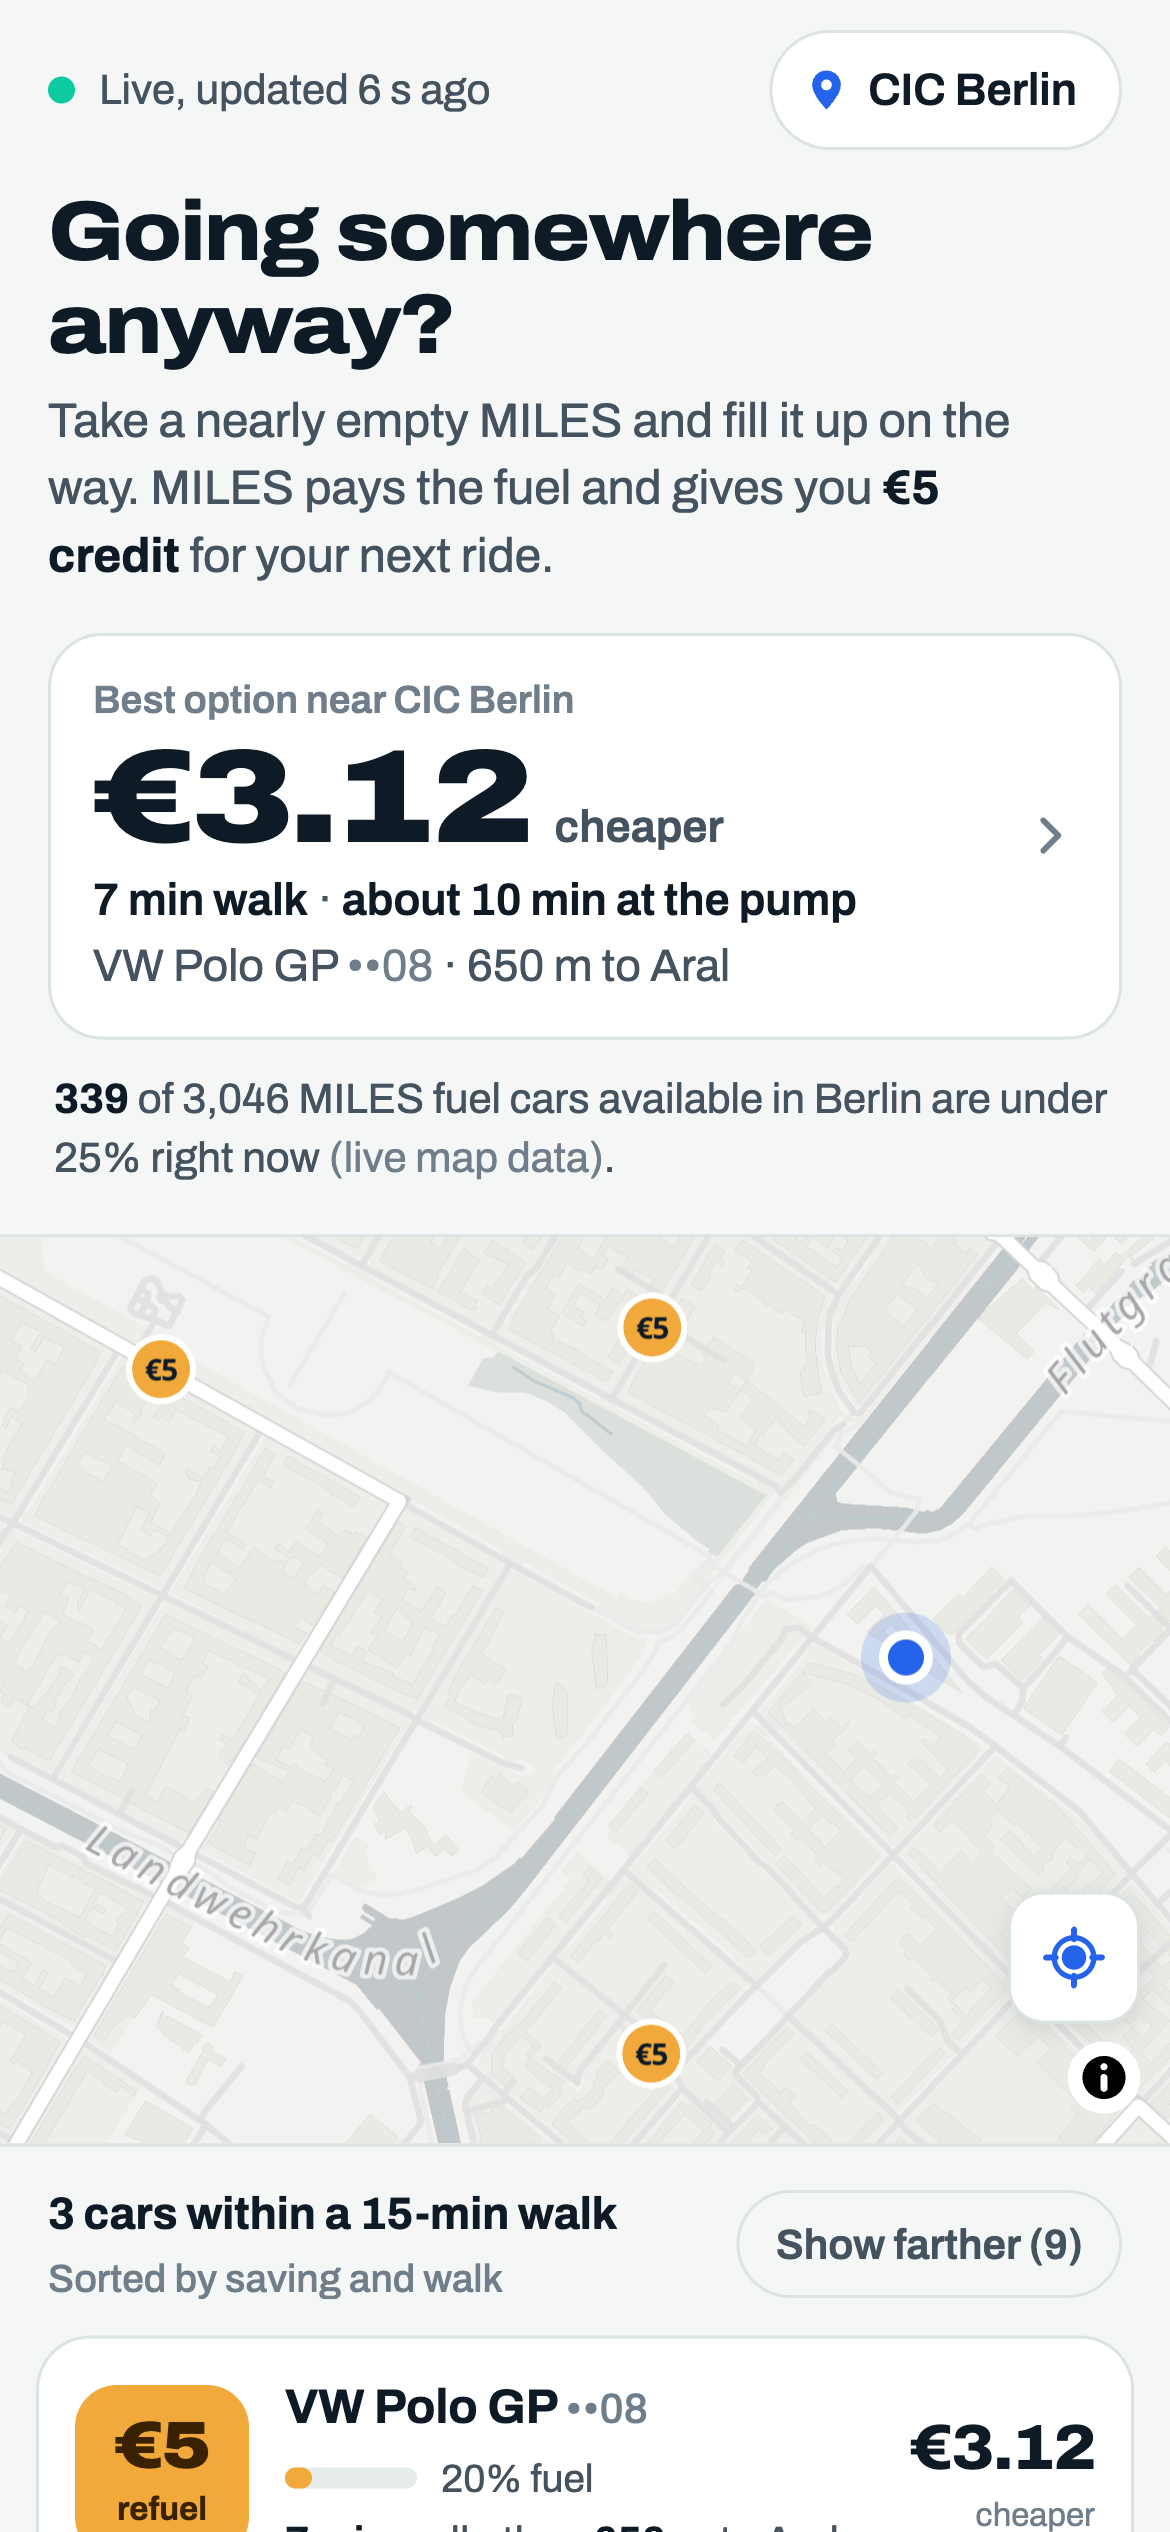 Live, updated 6 s ago
CIC Berlin
Going somewhere
anyway?
Take a nearly empty MILES and fill it up on the
way. MILES pays the fuel and gives you €5
credit for your next ride.
Best option near CIC Berlin
€3.12 cheaper
7 min walk · about 10 min at the pump
VW Polo GP ••08 · 650 m to Aral
339 of 3,046 MILES fuel cars available in Berlin are under
25% right now (live map data).
€5
€5
Landwehrkanal
€5
3 cars within a 15-min walk
Show farther (9)
Sorted by saving and walk
€5
refuel
VW Polo GP ••08
20% fuel
€3.12
cheaper